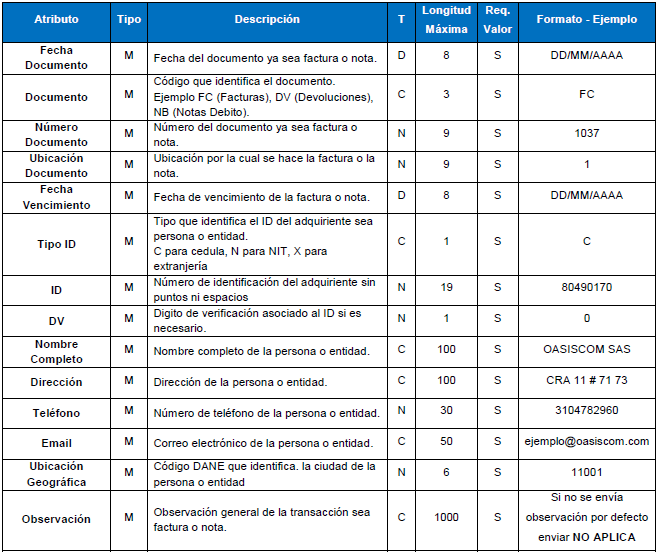 Atributo Tipo Descripción T Longitud Máxima Req. Valor Formato - Ejemplo
Fecha Documento M Fecha del documento ya sea factura o nota. D 8 S DD/MM/AAAA
Documento M Código que identifica el documento.
Ejemplo FC (Facturas), DV (Devoluciones),
NB (Notas Debito). C 3 S FC
Número Documento M Número del documento ya sea factura o
nota. N 9 S 1037
Ubicación Documento M Ubicación por la cual se hace la factura o la
nota. N 9 S 1
Fecha Vencimiento M Fecha de vencimiento de la factura o nota. D 8 S DD/MM/AAAA
Tipo ID M Tipo que identifica el ID del adquiriente sea
persona o entidad.
C para cedula, N para NIT, X para
extranjería C 1 S C
ID M Número de identificación del adquiriente sin
puntos ni espacios N 19 S 80490170
DV M Digito de verificación asociado al ID si es
necesario. N 1 S 0
Nombre Completo M Nombre completo de la persona o entidad. C 100 S OASISCOM SAS
Dirección M Dirección de la persona o entidad. C 100 S CRA 11 # 71 73
Teléfono M Número de teléfono de la persona o entidad. N 30 S 3104782960
Email M Correo electrónico de la persona o entidad. C 50 S ejemplo@oasiscom.com
Ubicación Geográfica M Código DANE que identifica. la ciudad de la
persona o entidad N 6 S 11001
Observación M Observación general de la transacción sea
factura o nota. C 1000 S Si no se envía
observación por defecto
enviar NO APLICA